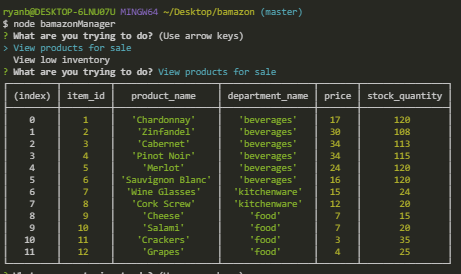 ryanb@DESKTOP-6LNU07U MINGW64 ~/Desktop/bamazon (master)
$ node bamazonManager
? What are you trying to do? (Use arrow keys)
> View products for sale
View low inventory
? What are you trying to do? View products for sale
(index) item_id product_name department_name price stock_quantity
0 1 'Chardonnay' 'beverages' 17 120
1 2 'Zinfandel' 'beverages' 30 108
2 3 'Cabernet' 'beverages' 34 113
3 4 'Pinot Noir' 'beverages' 34 115
4 5 'Merlot' 'beverages' 24 120
5 6 'Sauvignon Blanc' 'beverages' 16 120
6 7 'Wine Glasses' 'kitchenware' 15 24
7 8 'Cork Screw' 'kitchenware' 12 20
8 9 'Cheese' 'food' 7 15
9 10 'Salami' 'food' 7 20
10 11 'Crackers' 'food' 3 35
11 12 'Grapes' 'food' 4 25